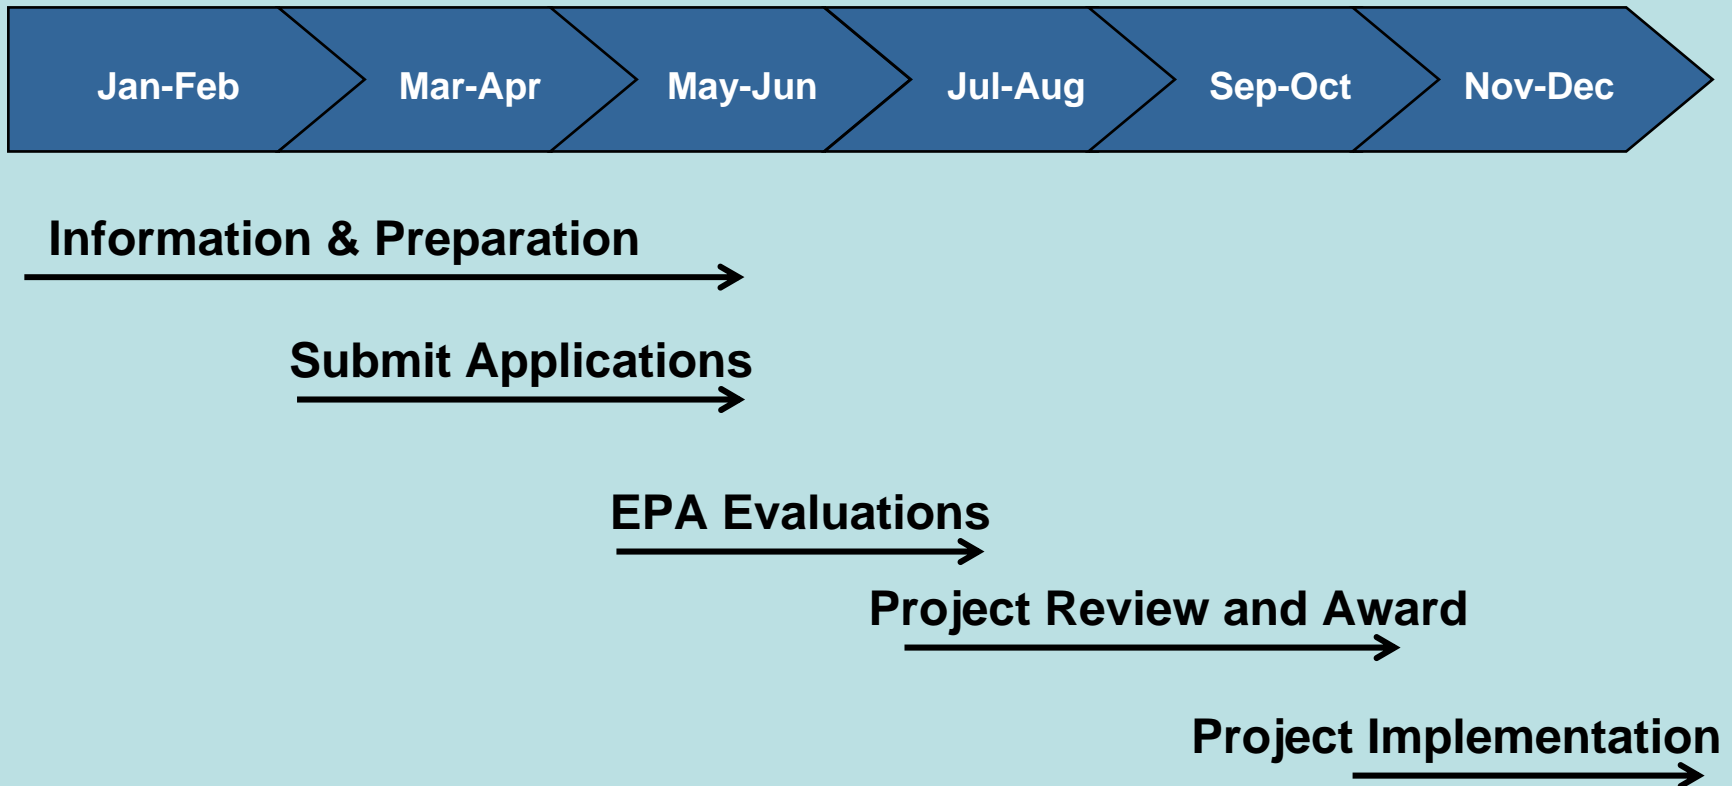 Jan-Feb
Mar-Apr
May-Jun
Jul-Aug
Sep-Oct
Nov-Dec
Information & Preparation
Submit Applications
EPA Evaluations
Project Review and Award
Project Implementation